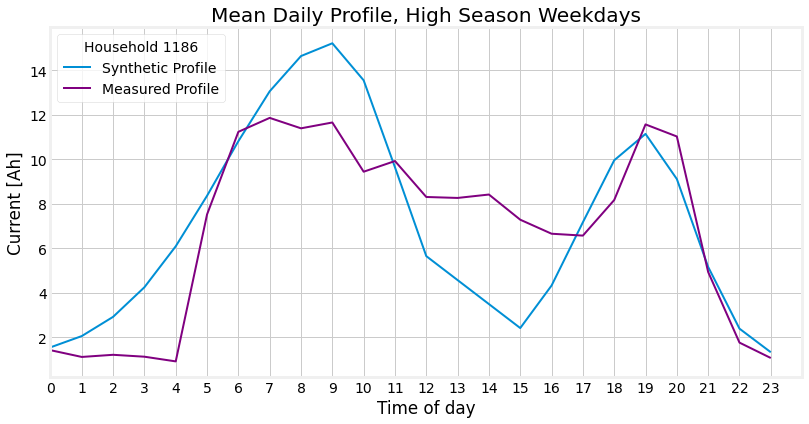 Mean Daily Profile, High Season Weekdays
Household 1186
Synthetic Profile
Measured Profile
Current [Ah]
14
12
10
8
6
4
2
0 1 2 3 4 5 6 7 8 9 10 11 12 13 14 15 16 17 18 19 20 21 22 23
Time of day